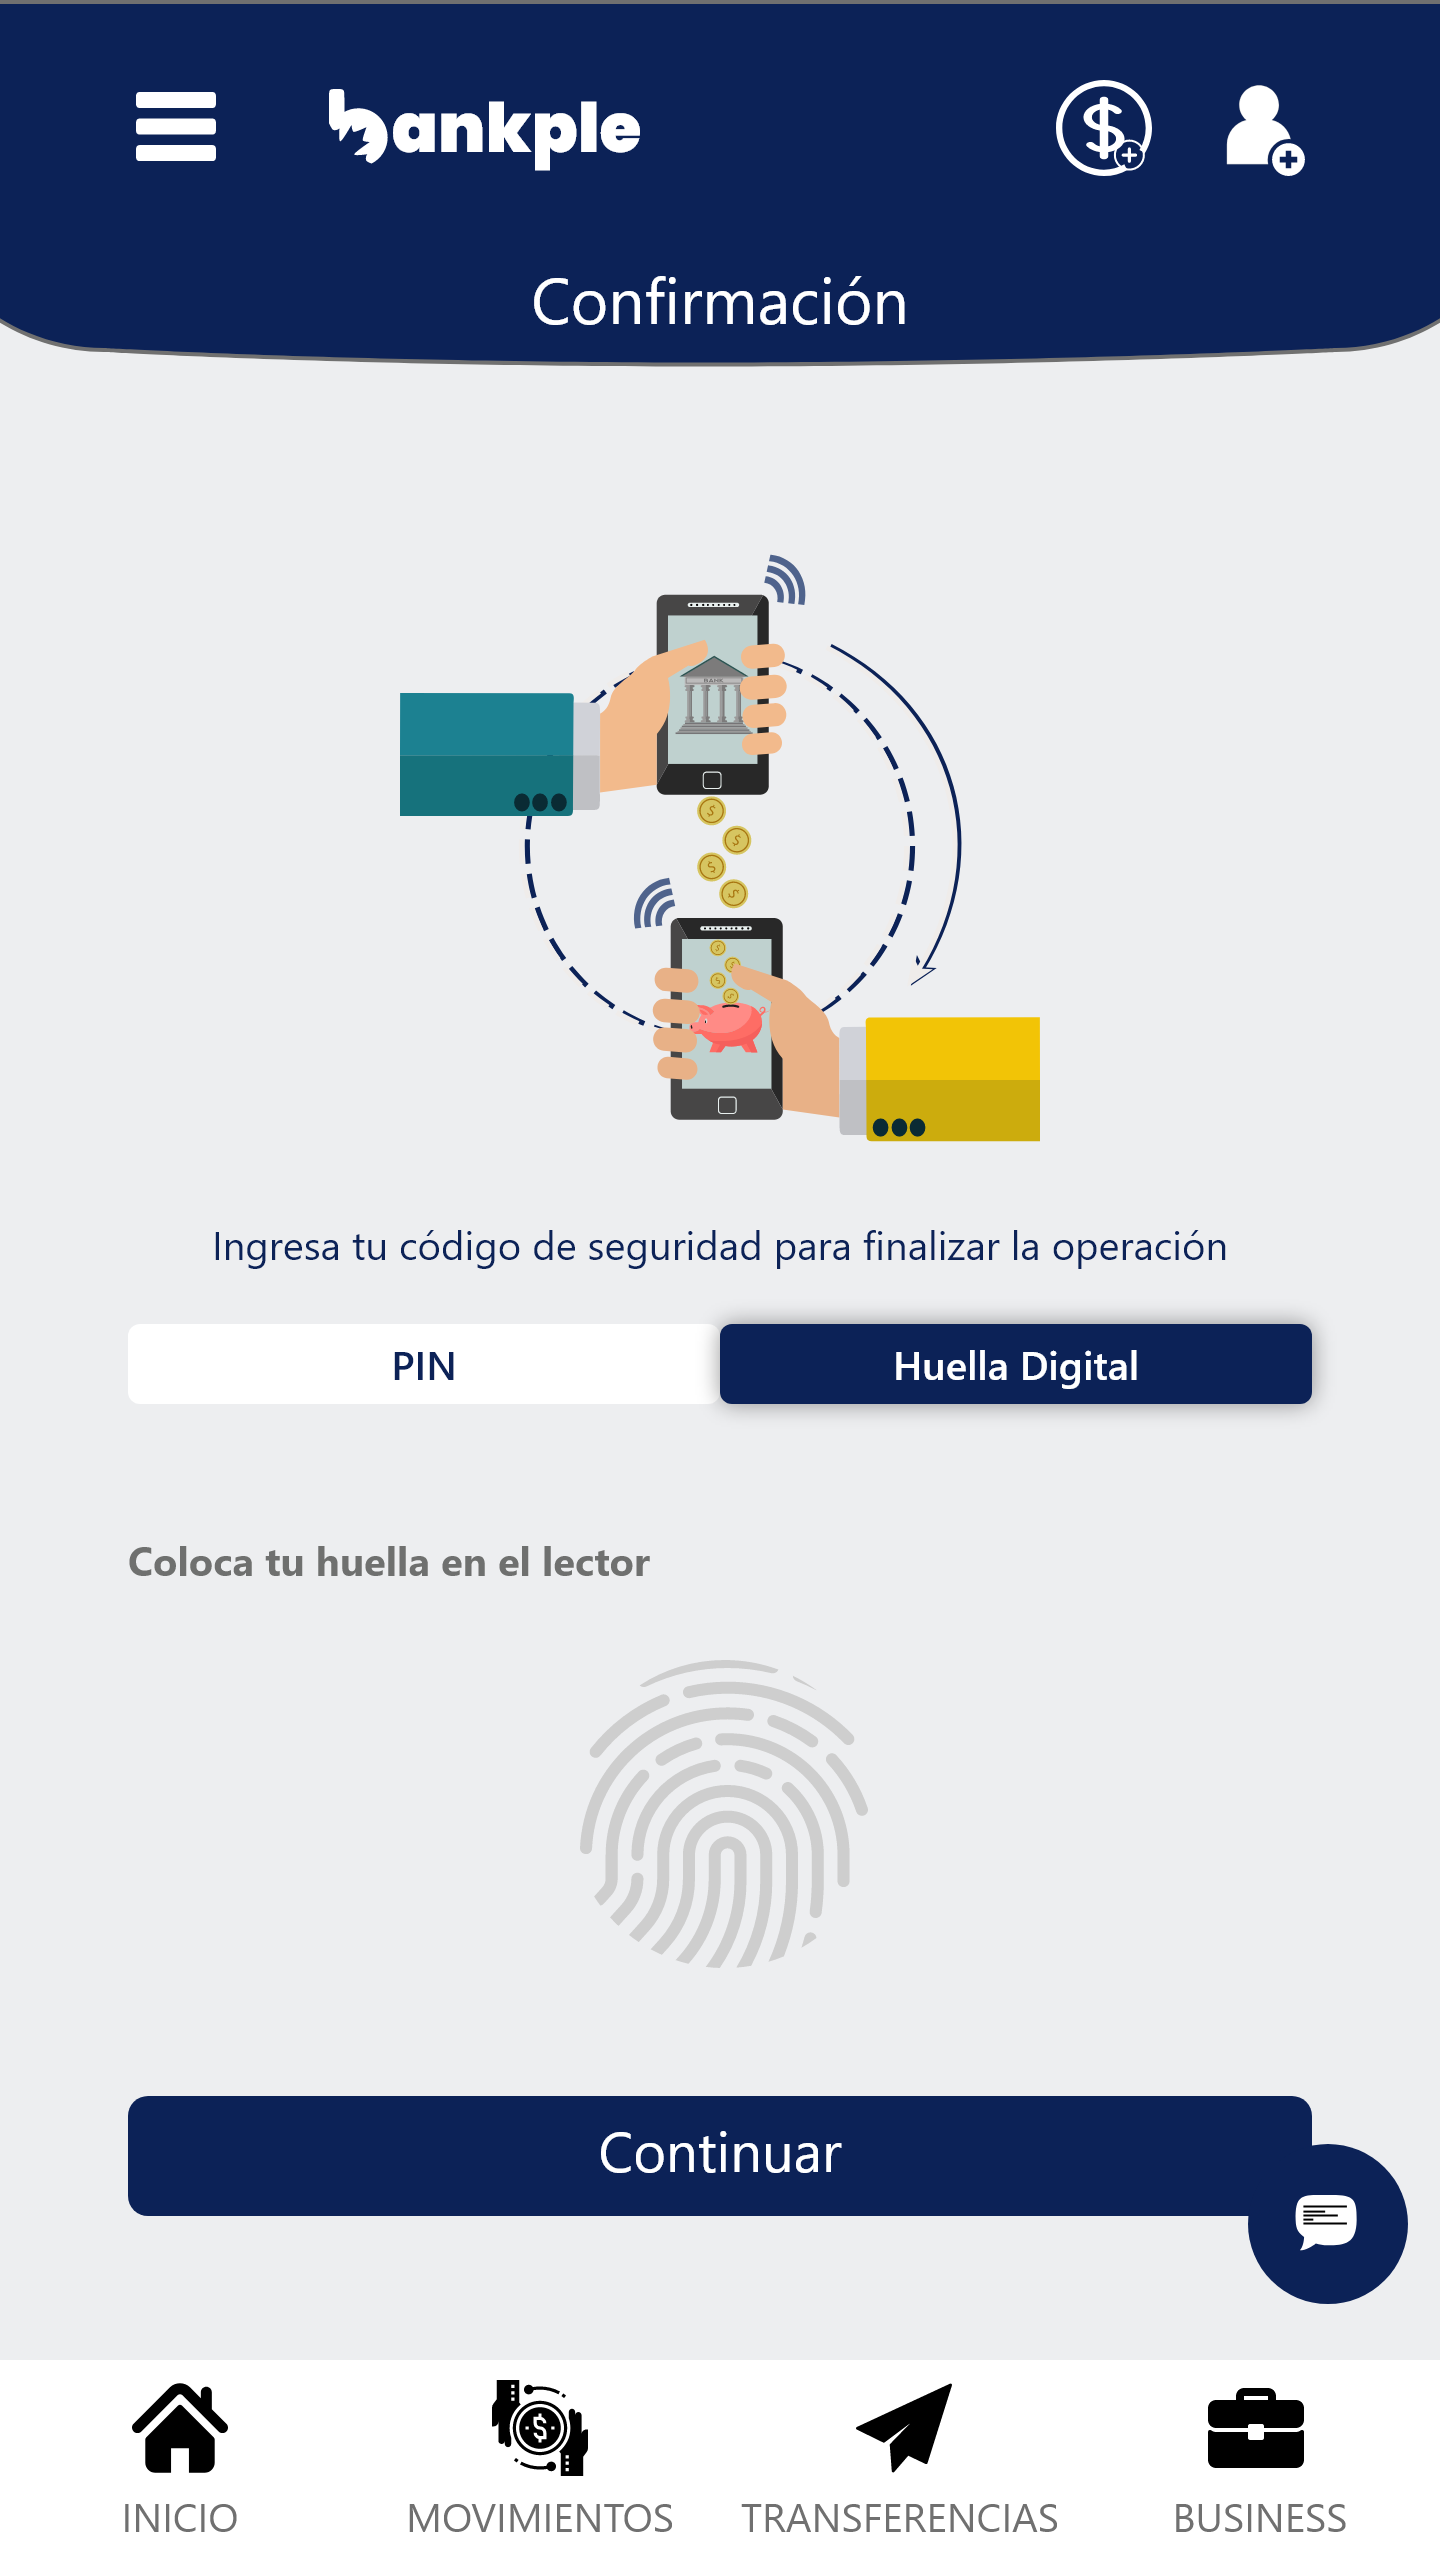 bankple
Confirmación
BAHK
Ingresa tu código de seguridad para finalizar la operación
PIN
Huella Digital
Coloca tu huella en el lector
Continuar
INICIO
MOVIMIENTOS
TRANSFERENCIAS
BUSINESS